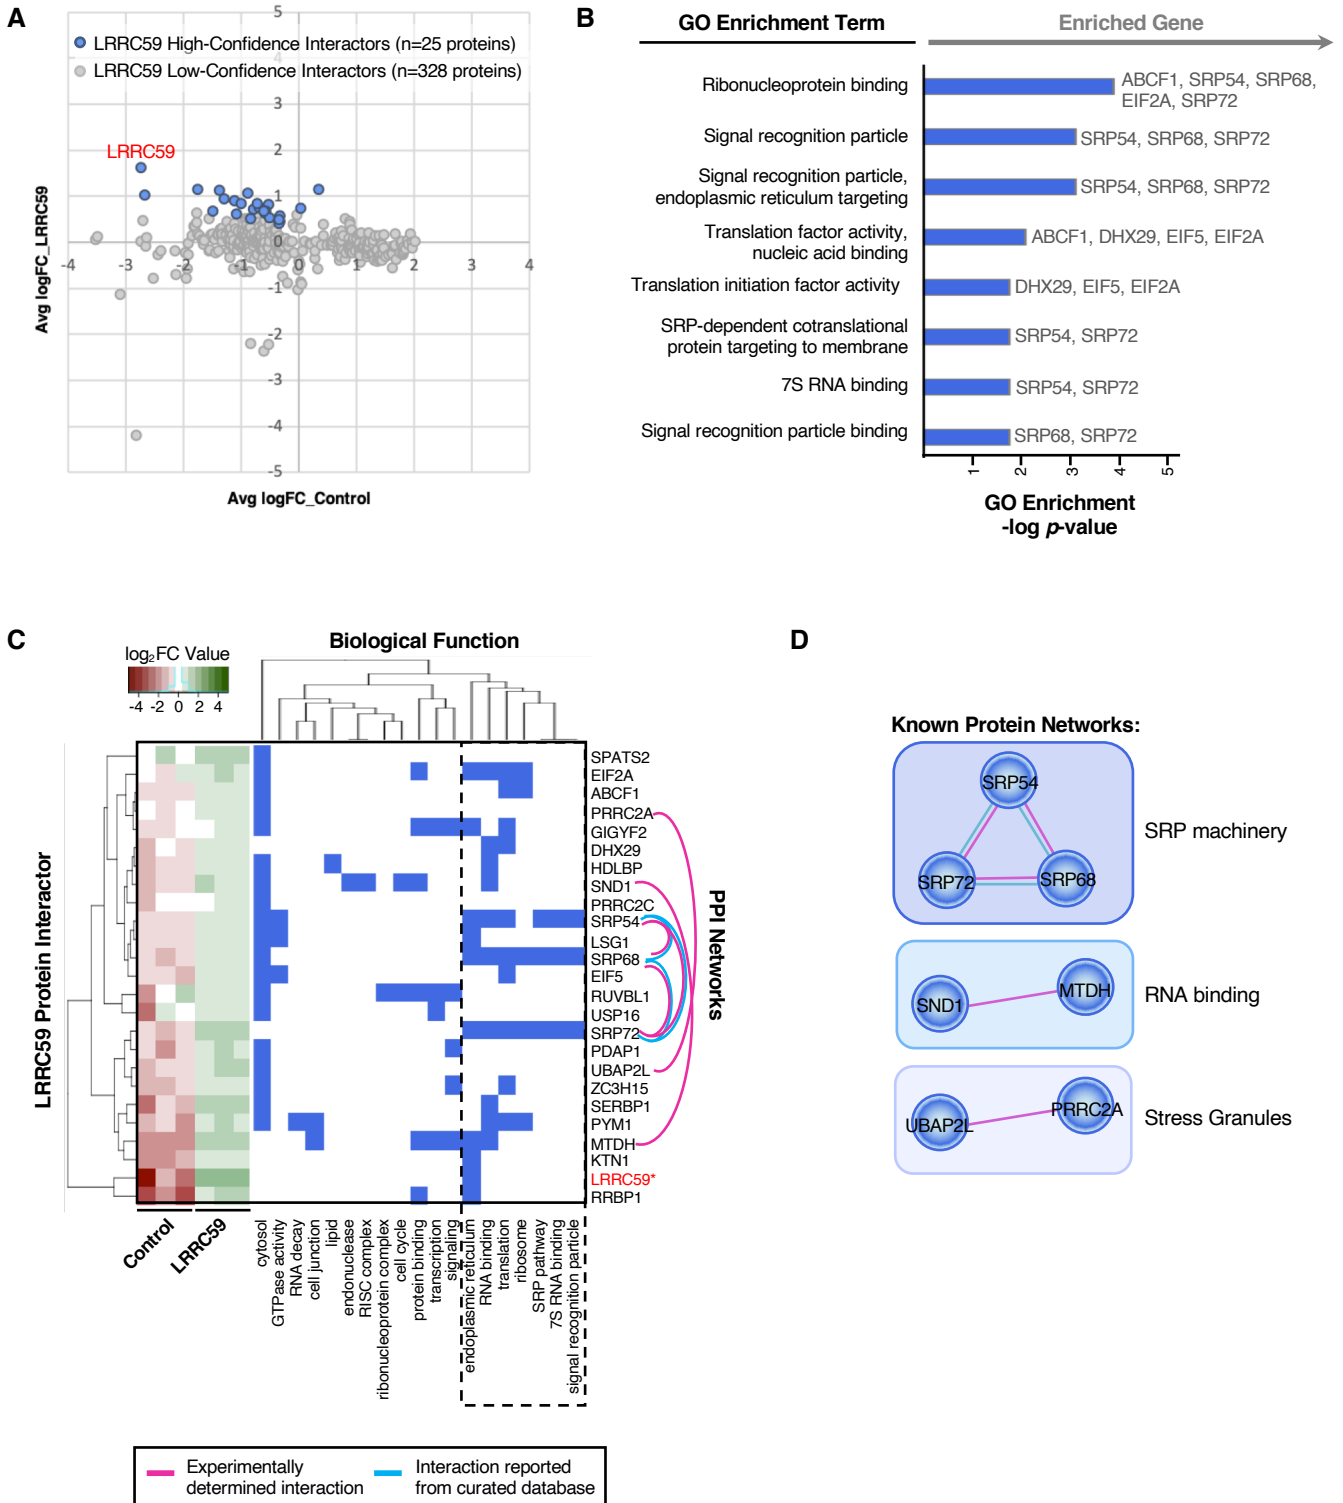 A
5
LRRC59 High-Confidence Interactors (n=25 proteins)
4
LRRC59 Low-Confidence Interactors (n=328 proteins)
3
2
LRRC59
1
0
-4
-3
-2
-1
0
1
2
3
4
-1
-2
-3
-4
-5
Avg logFC_LRRC59
Avg logFC_Control
B
GO Enrichment Term
Enriched Gene
Ribonucleoprotein binding
ABCF1, SRP54, SRP68,
EIF2A, SRP72
Signal recognition particle
SRP54, SRP68, SRP72
Signal recognition particle,
endoplasmic reticulum targeting
SRP54, SRP68, SRP72
Translation factor activity,
nucleic acid binding
ABCF1, DHX29, EIF5, EIF2A
Translation initiation factor activity
DHX29, EIF5, EIF2A
SRP-dependent cotranslational
protein targeting to membrane
SRP54, SRP72
7S RNA binding
SRP54, SRP72
Signal recognition particle binding
SRP68, SRP72
1
2
3
4
5
GO Enrichment
-log p-value
C
Biological Function
log₂FC Value
-4 -2 0 2 4
LRRC59 Protein Interactor
SPATS2
EIF2A
ABCF1
PRRC2A
GIGYF2
DHX29
HDLBP
SND1
PRRC2C
SRP54
LSG1
SRP68
EIF5
RUVBL1
USP16
SRP72
PDAP1
UBAP2L
ZC3H15
SERBP1
PYM1
MTDH
KTN1
LRRC59*
RRBP1
PPI Networks
Control
LRRC59
cytosol
GTPase activity
RNA decay
cell junction
lipid
endonuclease
RISC complex
ribonucleoprotein complex
cell cycle
protein binding
transcription
signaling
endoplasmic reticulum
RNA binding
translation
ribosome
SRP pathway
7S RNA binding
signal recognition particle
Experimentally
determined interaction
Interaction reported
from curated database
D
Known Protein Networks:
SRP54
SRP72
SRP68
SRP machinery
SND1
MTDH
RNA binding
UBAP2L
PRRC2A
Stress Granules